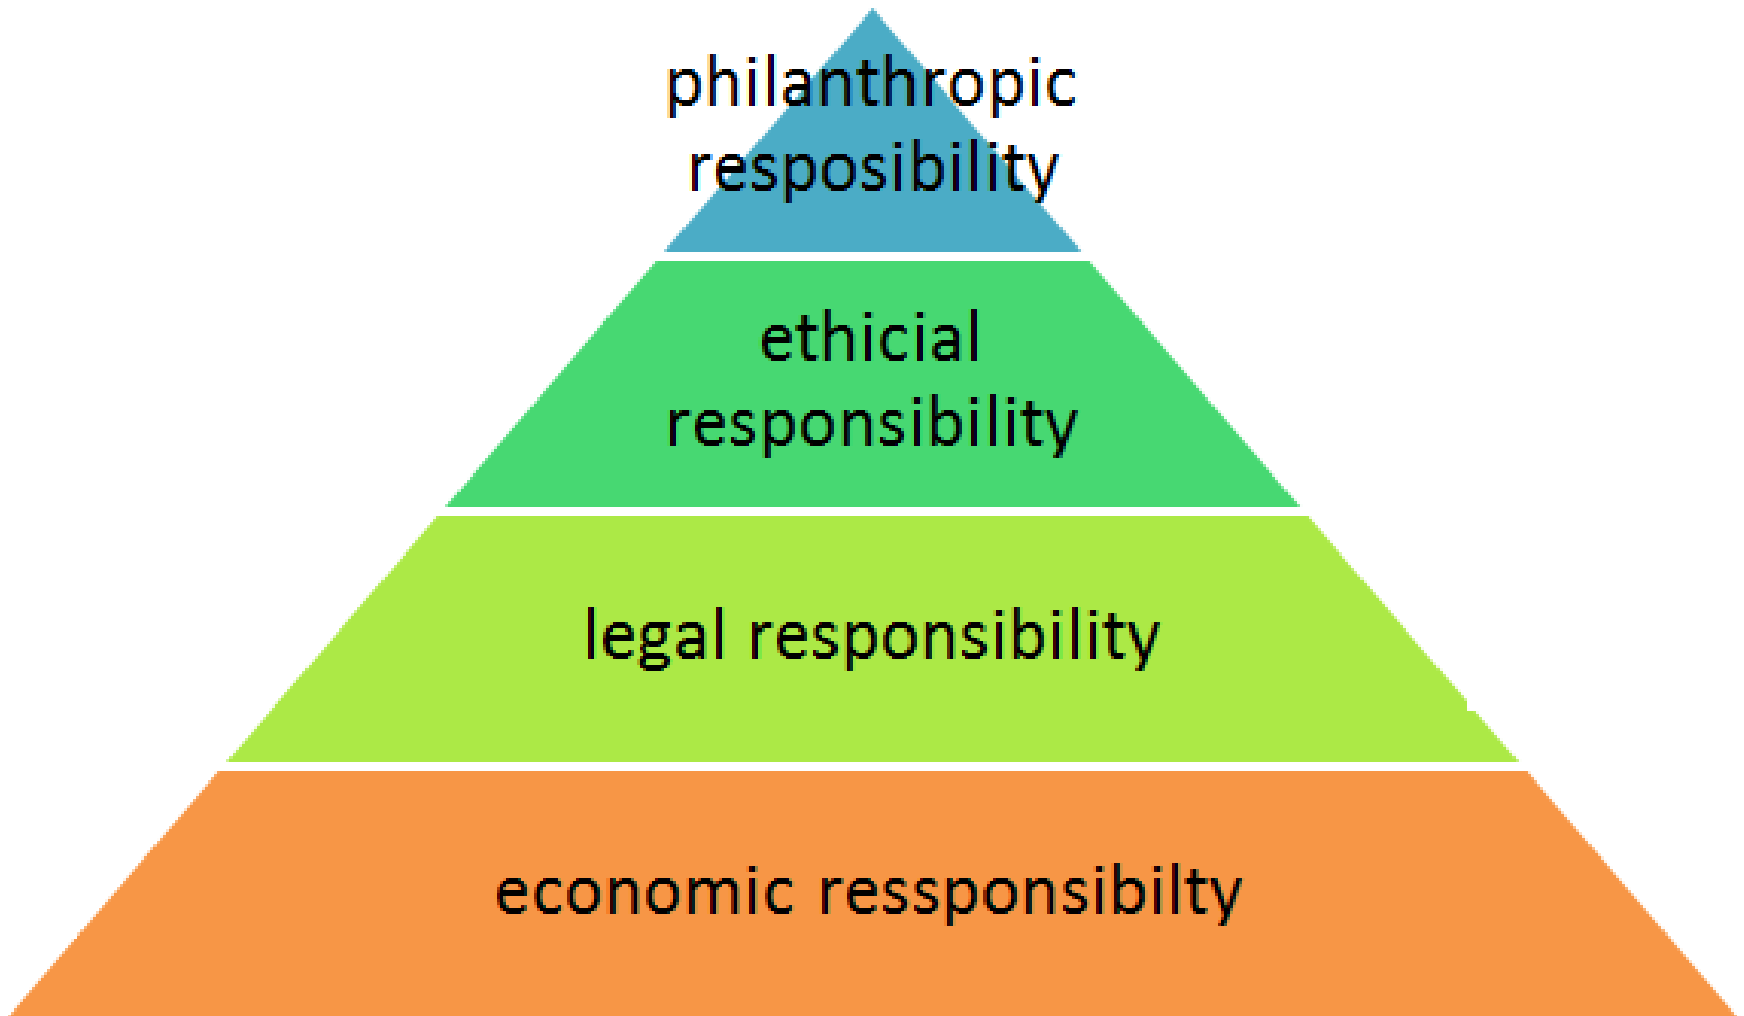 philanthropic
resposibility
ethicial
responsibility
legal responsibility
economic ressponsibilty